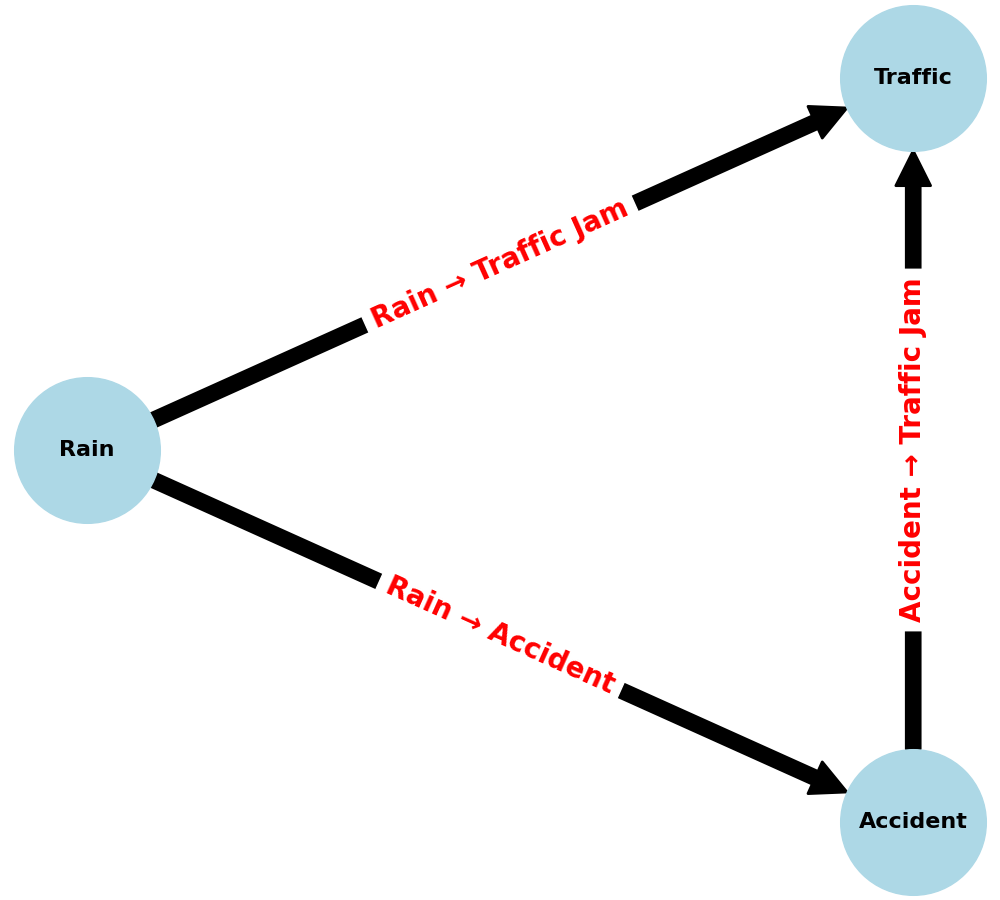 Traffic
Rain → Traffic Jam
Accident → Traffic Jam
Rain
Rain → Accident
Accident